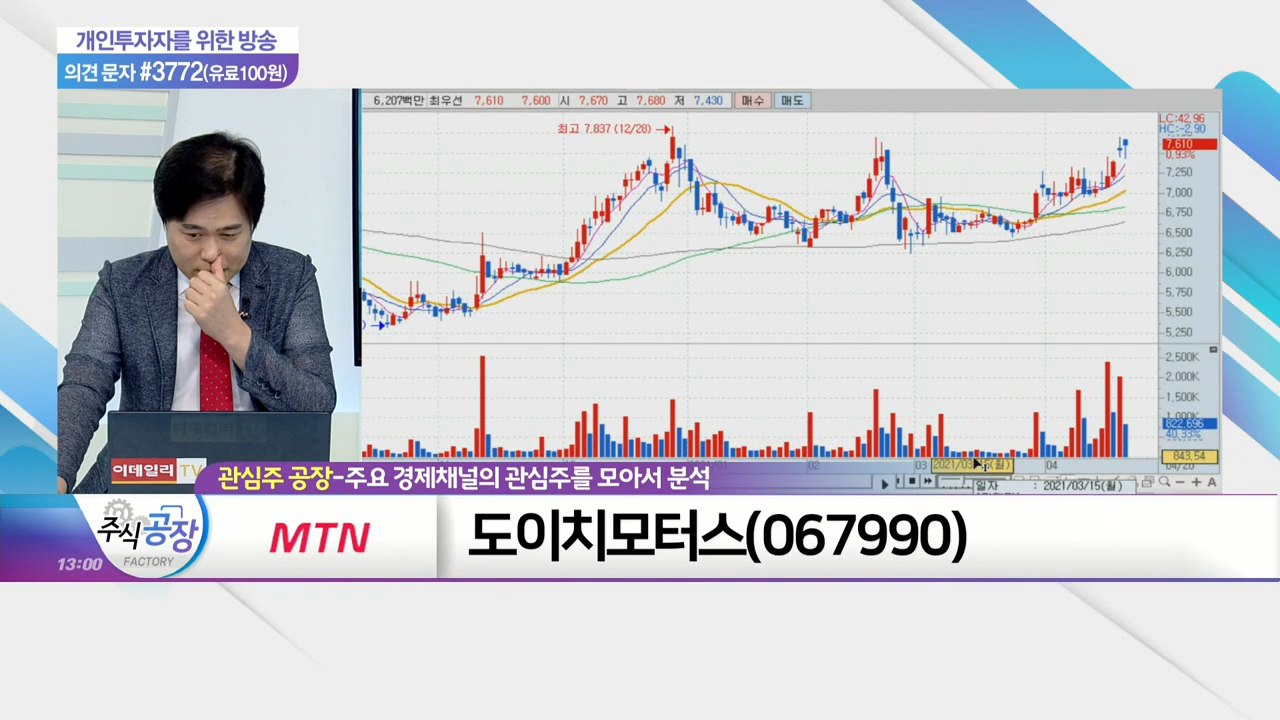 개인투자자를 위한 방송
의견 문자 #3772(유료100원)
6,207백만 최우선 7,610 7,600 시 7,670 고 7,680 저 7,430 매수 매도
최고 7,837 (12/28)
LC:42,96
HC:-2,90
7,610
0,93%
7,250
7,000
6,750
6,500
6,250
6,000
5,750
5,500
5,250
2,500K
2,000K
1,500K
1,000K
822,696
40,33%
843,54
02
03
04
04/20
일자 : 2021/03/15(월)
이데일리TV
관심주 공장-주요 경제채널의 관심주를 모아서 분석
주식공장
FACTORY
13:00
MTN
도이치모터스(067990)